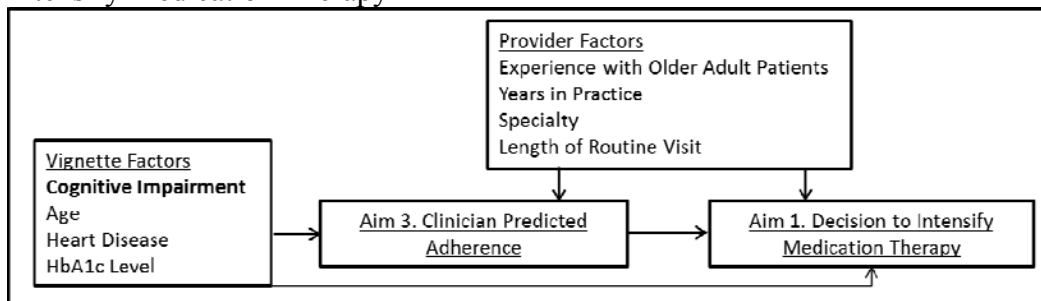 Provider Factors
Experience with Older Adult Patients
Years in Practice
Specialty
Length of Routine Visit
Vignette Factors
Cognitive Impairment
Age
Heart Disease
HbA1c Level
Aim 3. Clinician Predicted
Adherence
Aim 1. Decision to Intensify
Medication Therapy